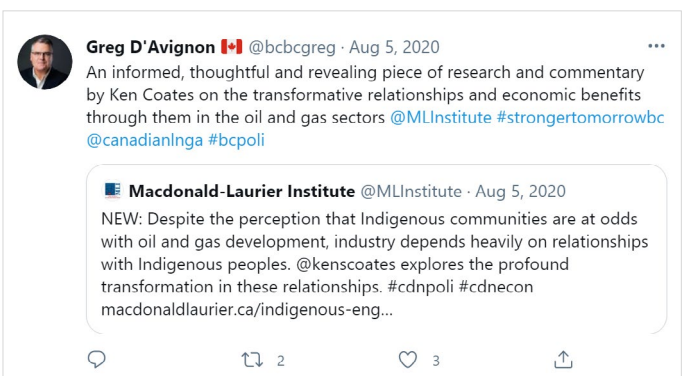 Greg D'Avignon 🇨🇦 @bcbcgreg · Aug 5, 2020
An informed, thoughtful and revealing piece of research and commentary
by Ken Coates on the transformative relationships and economic benefits
through them in the oil and gas sectors @MLInstitute #strongertomorrowbc
@canadianlnga #bcpoli
Macdonald-Laurier Institute @MLInstitute · Aug 5, 2020
NEW: Despite the perception that Indigenous communities are at odds
with oil and gas development, industry depends heavily on relationships
with Indigenous peoples. @kenscoates explores the profound
transformation in these relationships. #cdnpoli #cdnecon
macdonaldlaurier.ca/indigenous-eng...
2 3